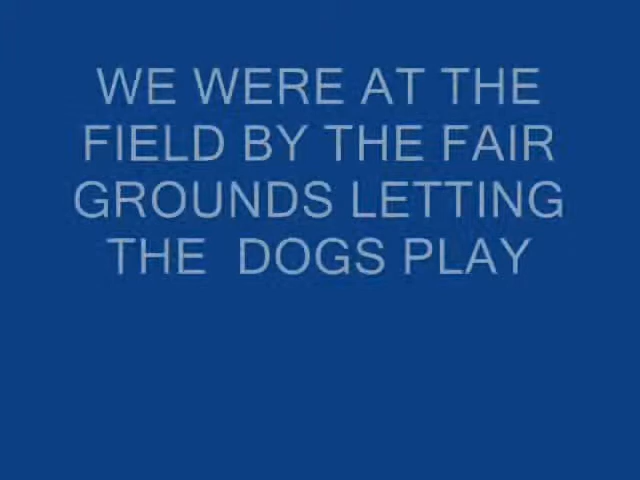 WE WERE AT THE
FIELD BY THE FAIR
GROUNDS LETTING
THE  DOGS PLAY